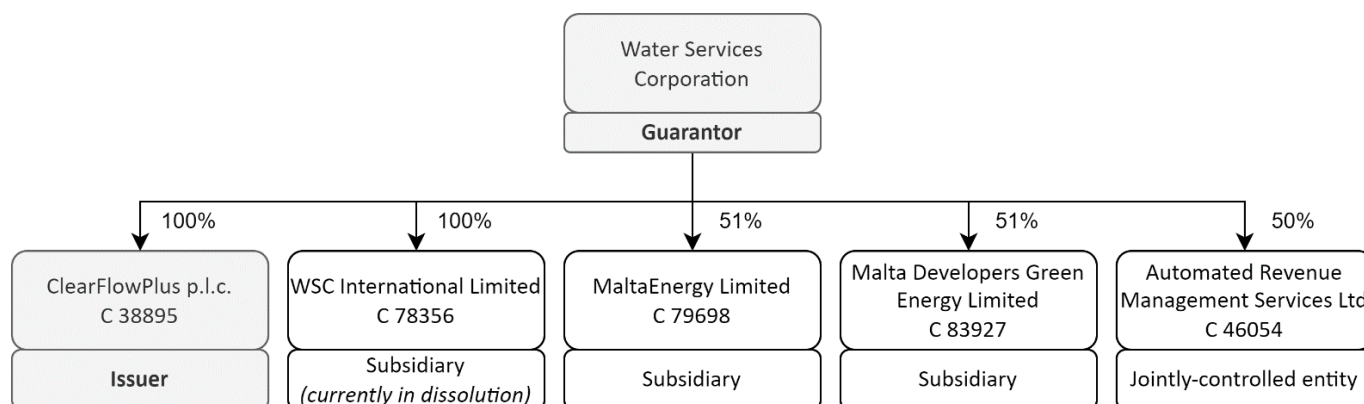 Water Services
Corporation
Guarantor
100%
100%
51%
51%
50%
ClearFlowPlus p.l.c.
C 38895
Issuer
WSC International Limited
C 78356
Subsidiary
(currently in dissolution)
MaltaEnergy Limited
C 79698
Subsidiary
Malta Developers Green
Energy Limited
C 83927
Subsidiary
Automated Revenue
Management Services Ltd
C 46054
Jointly-controlled entity